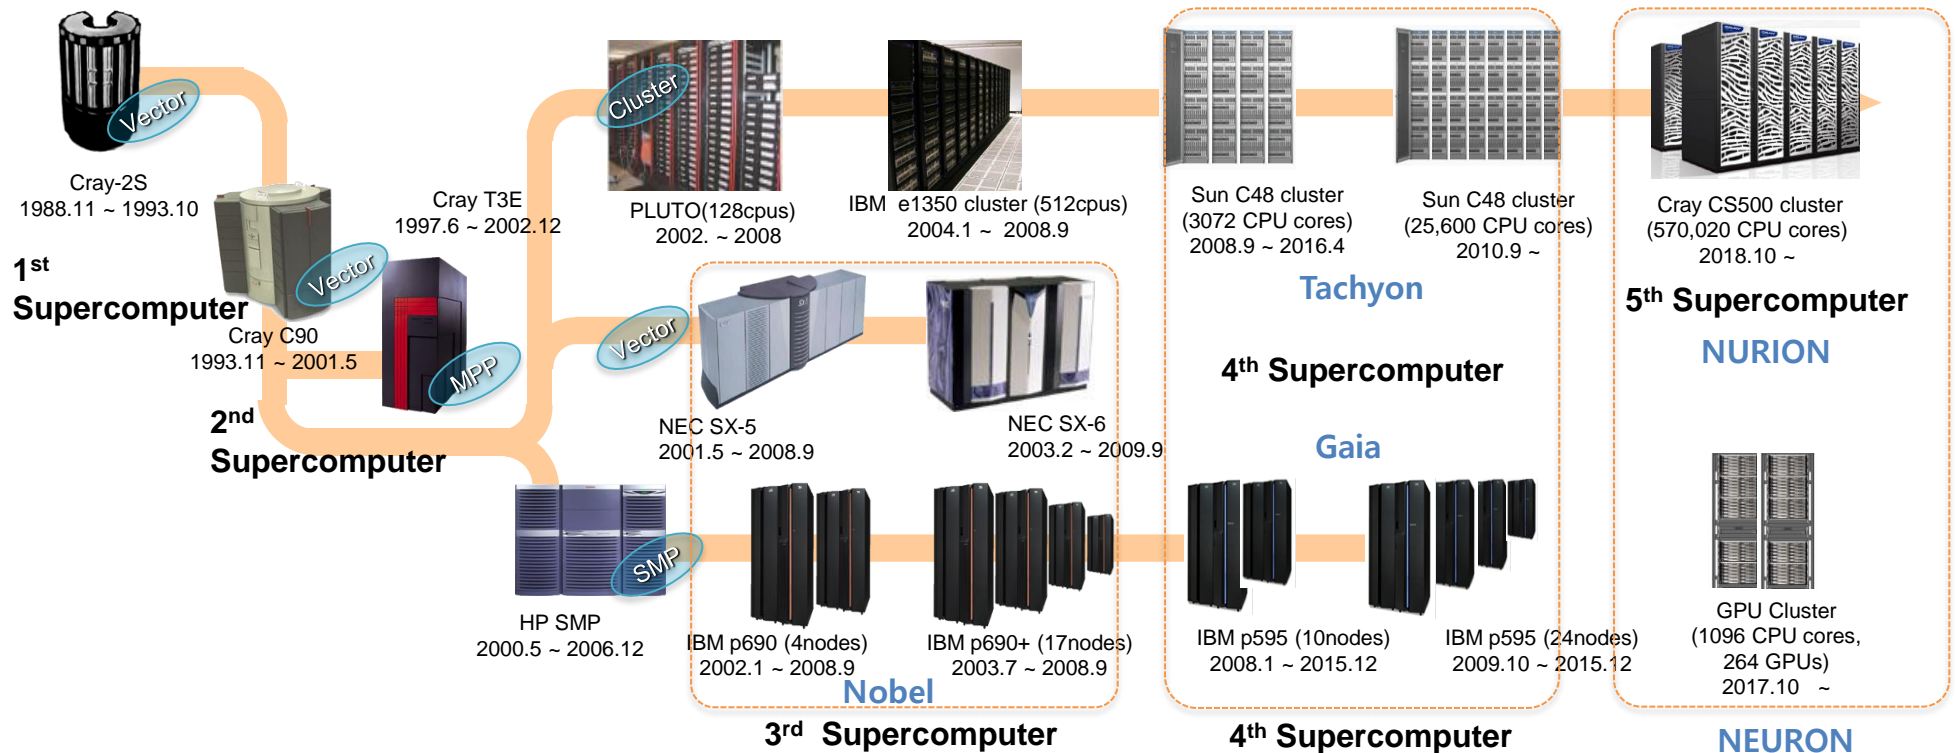 Vector
Cray-2S
1988.11 ~ 1993.10
1st
Supercomputer
Vector
Cray C90
1993.11 ~ 2001.5
Cray T3E
1997.6 ~ 2002.12
MPP
2nd
Supercomputer
Cluster
PLUTO(128cpus)
2002. ~ 2008
IBM e1350 cluster (512cpus)
2004.1 ~ 2008.9
Sun C48 cluster
(3072 CPU cores)
2008.9 ~ 2016.4
Sun C48 cluster
(25,600 CPU cores)
2010.9 ~
Tachyon
Cray CS500 cluster
(570,020 CPU cores)
2018.10 ~
5th Supercomputer
NURION
Vector
NEC SX-5
2001.5 ~ 2008.9
NEC SX-6
2003.2 ~ 2009.9
4th Supercomputer
Gaia
SMP
HP SMP
2000.5 ~ 2006.12
IBM p690 (4nodes)
2002.1 ~ 2008.9
IBM p690+ (17nodes)
2003.7 ~ 2008.9
Nobel
3rd Supercomputer
IBM p595 (10nodes)
2008.1 ~ 2015.12
IBM p595 (24nodes)
2009.10 ~ 2015.12
4th Supercomputer
GPU Cluster
(1096 CPU cores,
264 GPUs)
2017.10 ~
NEURON